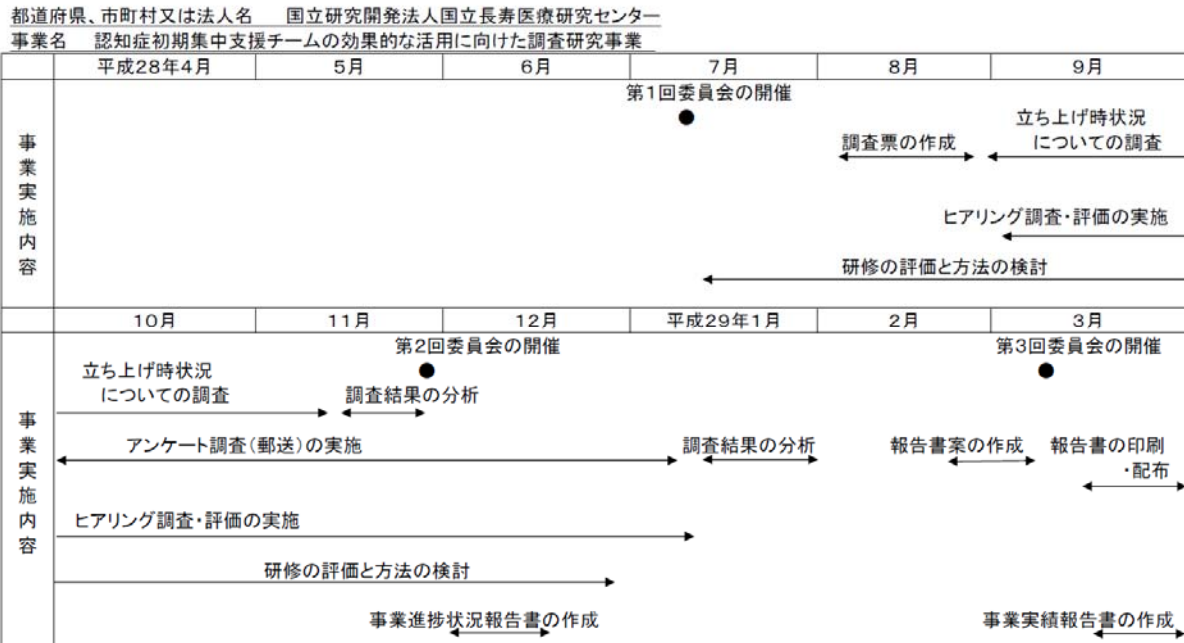 都道府県、市町村又は法人名　国立研究開発法人国立長寿医療研究センター
事業名　認知症初期集中支援チームの効果的な活用に向けた調査研究事業
平成28年4月　5月　6月　7月　8月　9月
事業実施内容
第1回委員会の開催
●
立ち上げ時状況
についての調査
調査票の作成
ヒアリング調査・評価の実施
研修の評価と方法の検討
10月　11月　12月　平成29年1月　2月　3月
事業実施内容
第2回委員会の開催　第3回委員会の開催
●　●
立ち上げ時状況
についての調査　調査結果の分析
アンケート調査(郵送)の実施　調査結果の分析　報告書案の作成　報告書の印刷
・配布
ヒアリング調査・評価の実施
研修の評価と方法の検討
事業進捗状況報告書の作成　事業実績報告書の作成